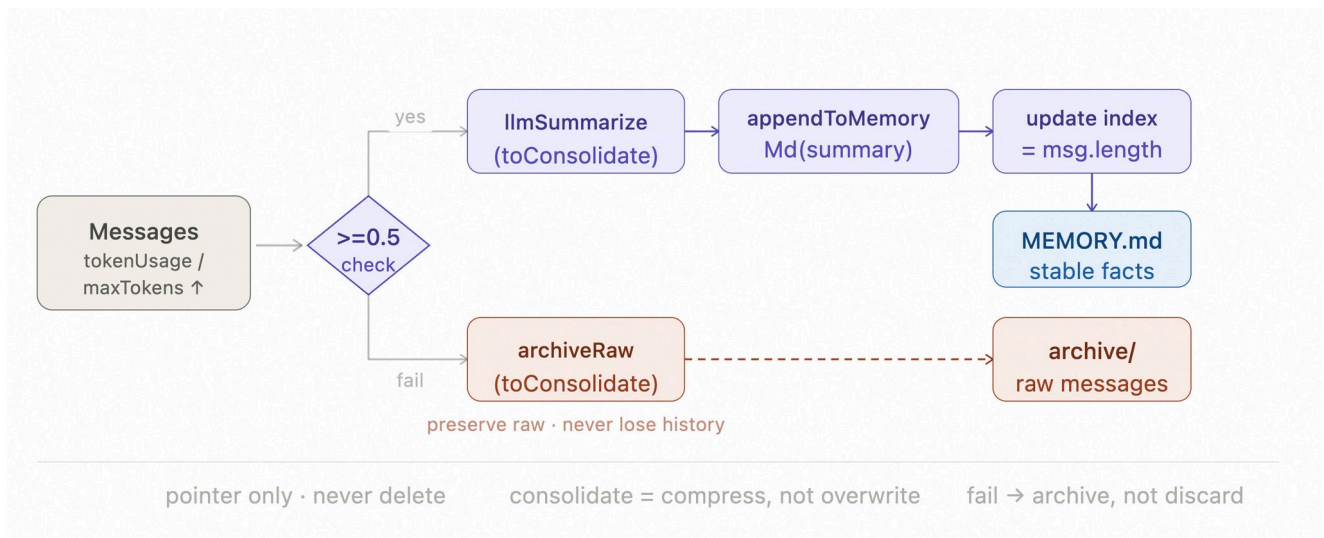 yes
llmSummarize
(toConsolidate)
appendToMemory
Md(summary)
update index
= msg.length
Messages
tokenUsage /
maxTokens ↑
>=0.5
check
MEMORY.md
stable facts
fail
archiveRaw
(toConsolidate)
archive/
raw messages
preserve raw · never lose history
pointer only · never delete
consolidate = compress, not overwrite
fail → archive, not discard